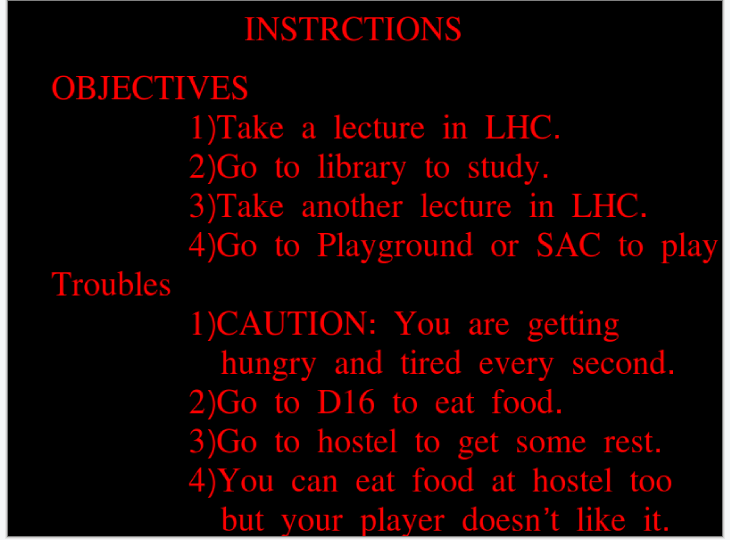 INSTRCTIONS
OBJECTIVES
1)Take a lecture in LHC.
2)Go to library to study.
3)Take another lecture in LHC.
4)Go to Playground or SAC to play
Troubles
1)CAUTION: You are getting
hungry and tired every second.
2)Go to D16 to eat food.
3)Go to hostel to get some rest.
4)You can eat food at hostel too
but your player doesn't like it.